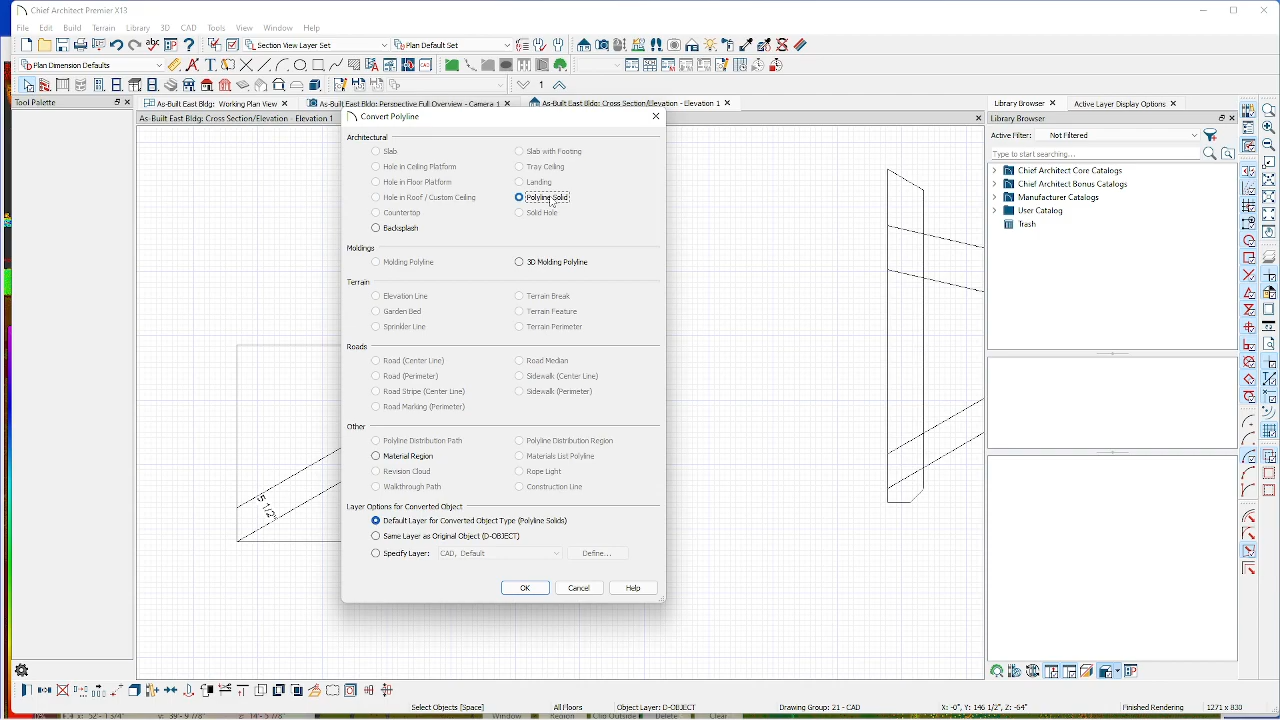 Chief Architect Premier X13
File Edit Build Terrain Library 3D CAD Tools View Window Help
Section View Layer Set Plan Default Set
Plan Dimension Defaults
1
Tool Palette
As-Built East Bldg: Working Plan View As-Built East Bldg: Perspective Full Overview - Camera 1 As-Built East Bldg: Cross Section/Elevation - Elevation 1
As-Built East Bldg: Cross Section/Elevation - Elevation 1
Convert Polyline
Architectural
Slab Slab with Footing
Hole in Ceiling Platform Tray Ceiling
Hole in Floor Platform Landing
Hole in Roof / Custom Ceiling Polyline Solid
Countertop Solid Hole
Backsplash
Moldings
Molding Polyline 3D Molding Polyline
Terrain
Elevation Line Terrain Break
Garden Bed Terrain Feature
Sprinkler Line Terrain Perimeter
Roads
Road (Center Line) Road Median
Road (Perimeter) Sidewalk (Center Line)
Road Stripe (Center Line) Sidewalk (Perimeter)
Road Marking (Perimeter)
Other
Polyline Distribution Path Polyline Distribution Region
Material Region Materials List Polyline
Revision Cloud Rope Light
Walkthrough Path Construction Line
Layer Options for Converted Object
Default Layer for Converted Object Type (Polyline Solids)
Same Layer as Original Object (D-OBJECT)
Specify Layer: CAD, Default Define...
OK Cancel Help
5 1/2"
Library Browser Active Layer Display Options
Library Browser
Active Filter: Not Filtered
Type to start searching...
Chief Architect Core Catalogs
Chief Architect Bonus Catalogs
Manufacturer Catalogs
User Catalog
Trash
Select Objects [Space] All Floors Object Layer: D-OBJECT Drawing Group: 21 - CAD X: -0", Y: 146 1/2", Z: -64" Finished Rendering 1271 x 830